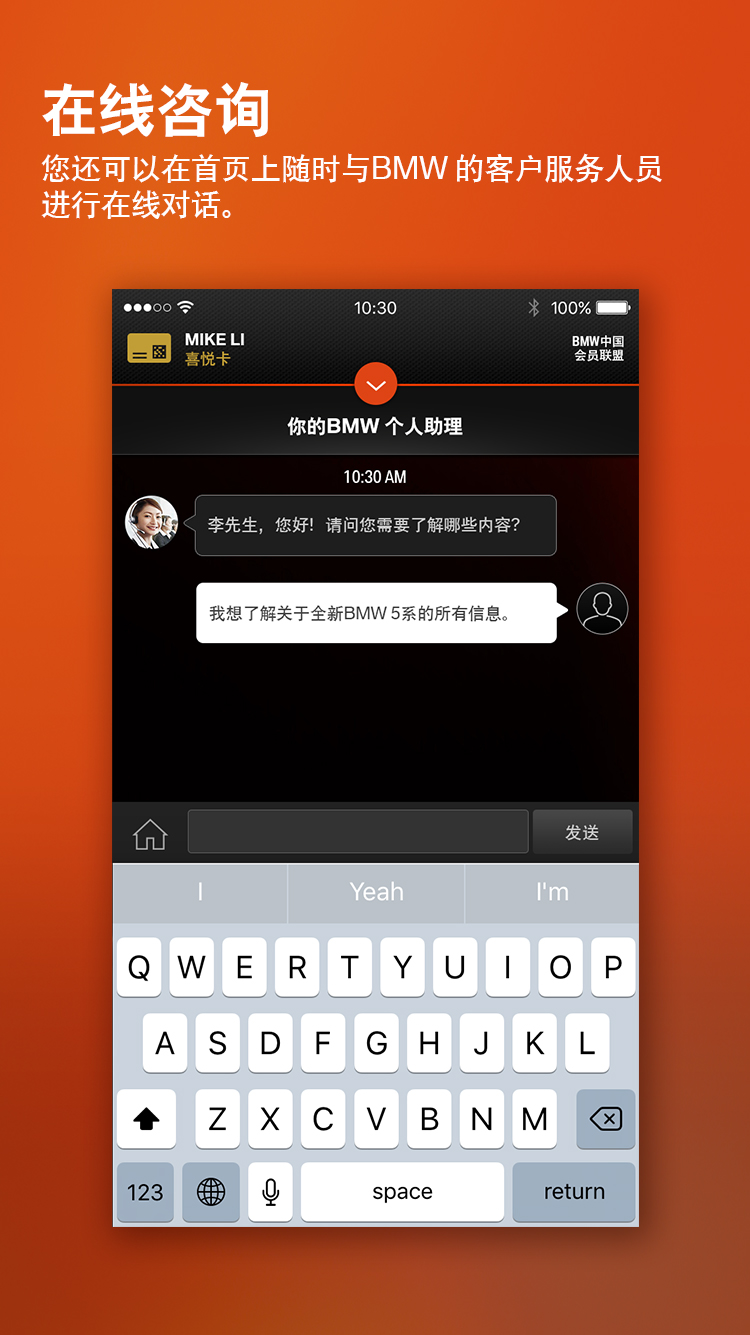 在线咨询
您还可以在首页上随时与BMW 的客户服务人员
进行在线对话。
10:30
100%
MIKE LI
喜悦卡
BMW中国
会员联盟
你的BMW 个人助理
10:30 AM
李先生，您好！请问您需要了解哪些内容？
我想了解关于全新BMW 5系的所有信息。
发送
I Yeah I'm
Q W E R T Y U I O P
A S D F G H J K L
Z X C V B N M
123 space return